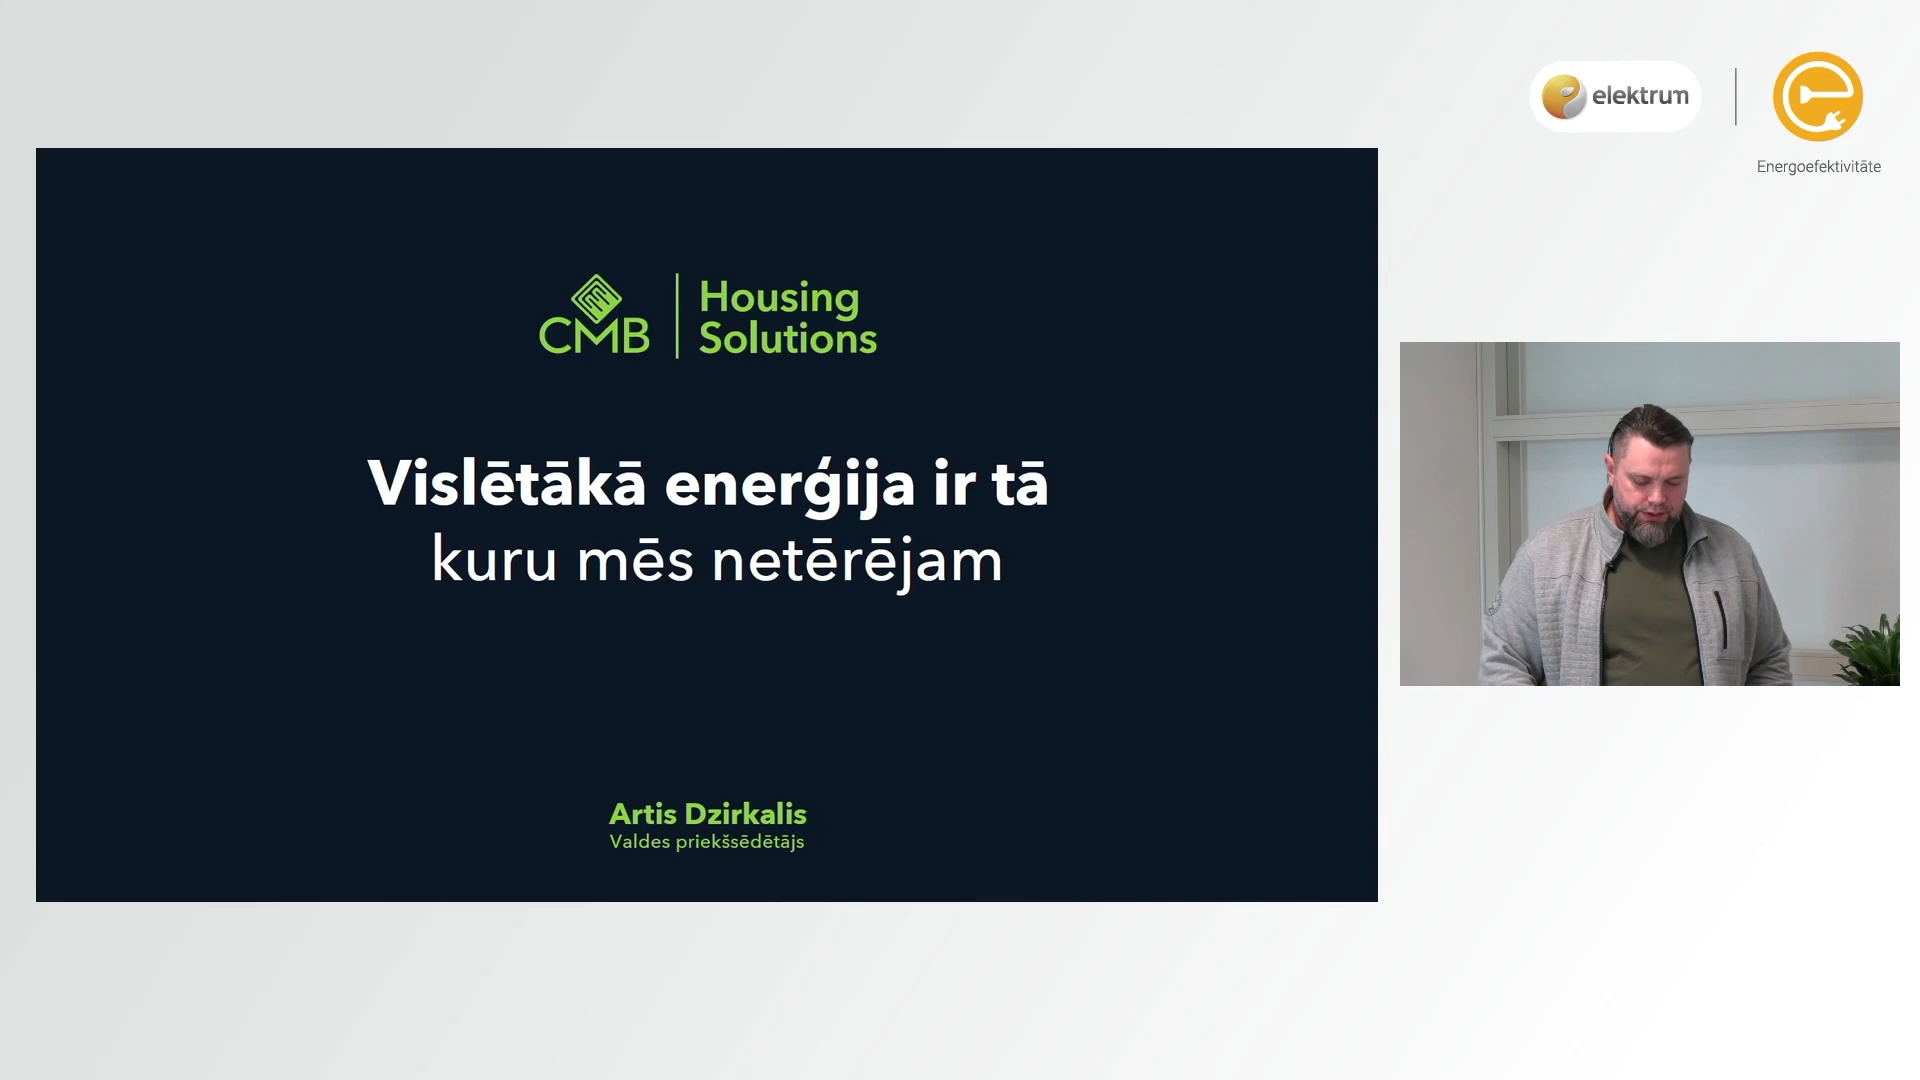 elektrum
Energoefektivitāte
CMB
Housing
Solutions
Vislētākā enerģija ir tā
kuru mēs netērējam
Artis Dzirkalis
Valdes priekšsēdētājs